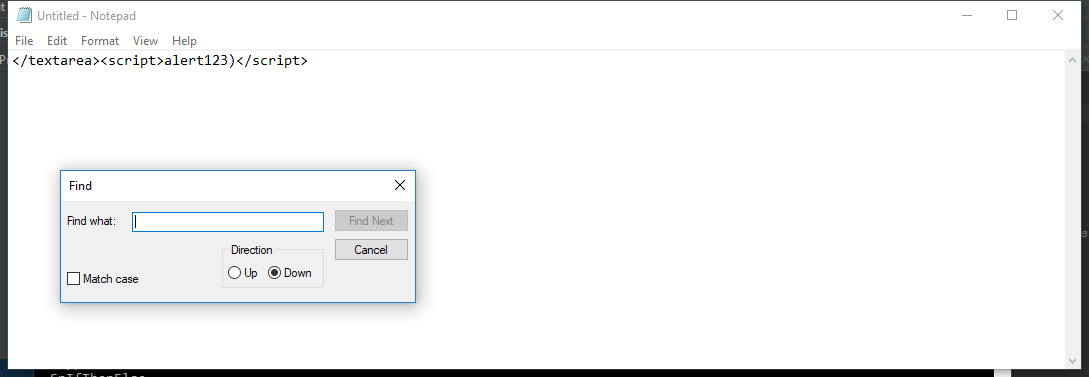 Untitled - Notepad
File Edit Format View Help
</textarea><script>alert123)</script>
Find
Find what:
Find Next
Direction
Cancel
Up Down
Match case